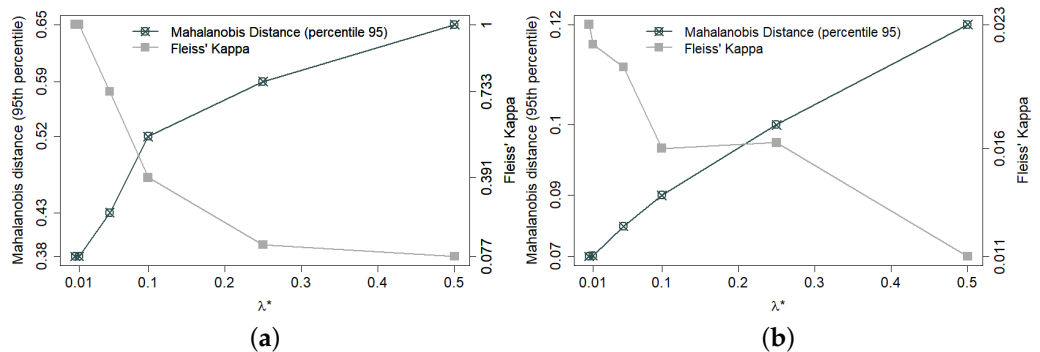 Mahalanobis distance (95th percentile)
0.38 0.43 0.52 0.59 0.65
Mahalanobis Distance (percentile 95)
Fleiss' Kappa
0.077 0.391 0.733 1
Fleiss' Kappa
0.01 0.1 0.2 0.3 0.4 0.5
λ*
(a)
Mahalanobis distance (95th percentile)
0.07 0.09 0.1 0.12
Mahalanobis Distance (percentile 95)
Fleiss' Kappa
0.011 0.016 0.023
Fleiss' Kappa
0.01 0.1 0.2 0.3 0.4 0.5
λ*
(b)